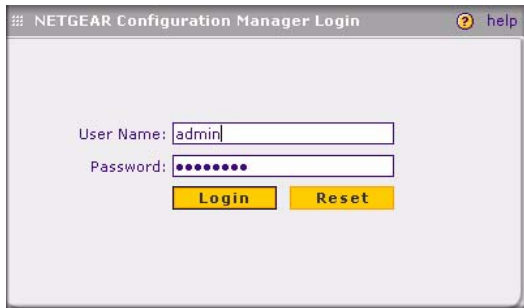 NETGEAR Configuration Manager Login ? help
User Name: admin
Password: ••••••••
Login Reset